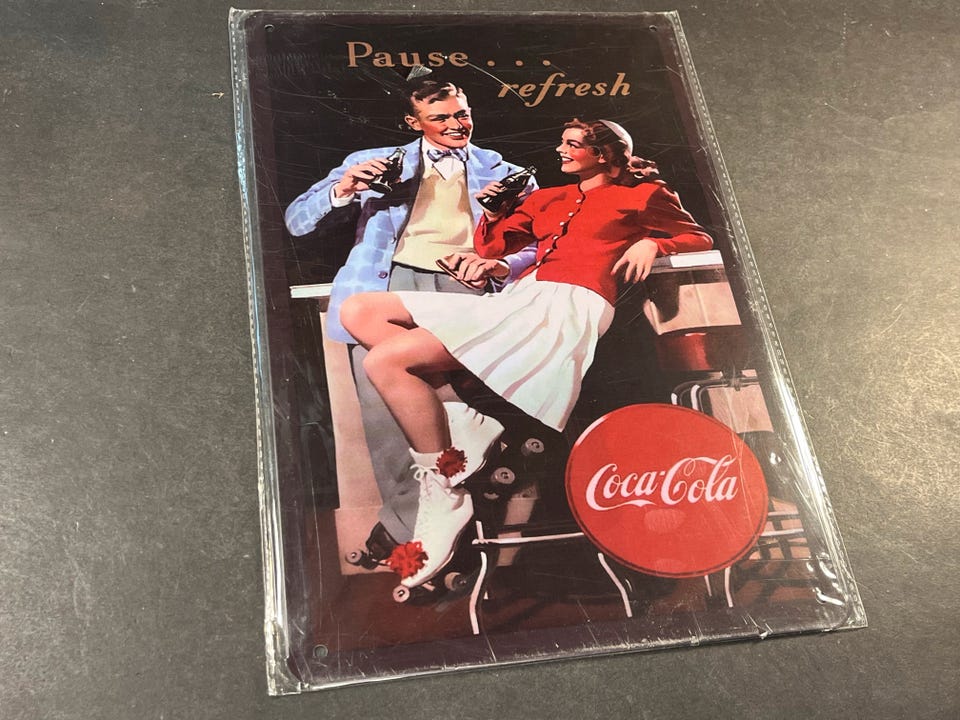 Pause . . .
refresh
Coca-Cola